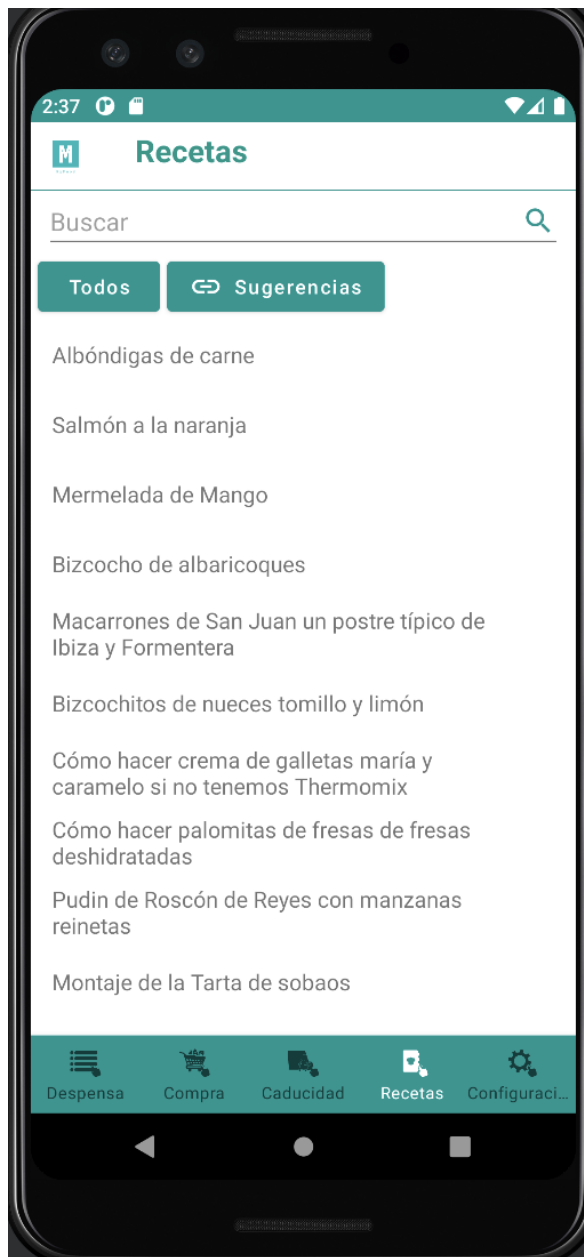 2:37
M
Recetas
Buscar
Todos
Sugerencias
Albóndigas de carne
Salmón a la naranja
Mermelada de Mango
Bizcocho de albaricoques
Macarrones de San Juan un postre típico de
Ibiza y Formentera
Bizcochitos de nueces tomillo y limón
Cómo hacer crema de galletas maría y
caramelo si no tenemos Thermomix
Cómo hacer palomitas de fresas de fresas
deshidratadas
Pudin de Roscón de Reyes con manzanas
reinetas
Montaje de la Tarta de sobaos
Despensa Compra Caducidad Recetas Configuraci...